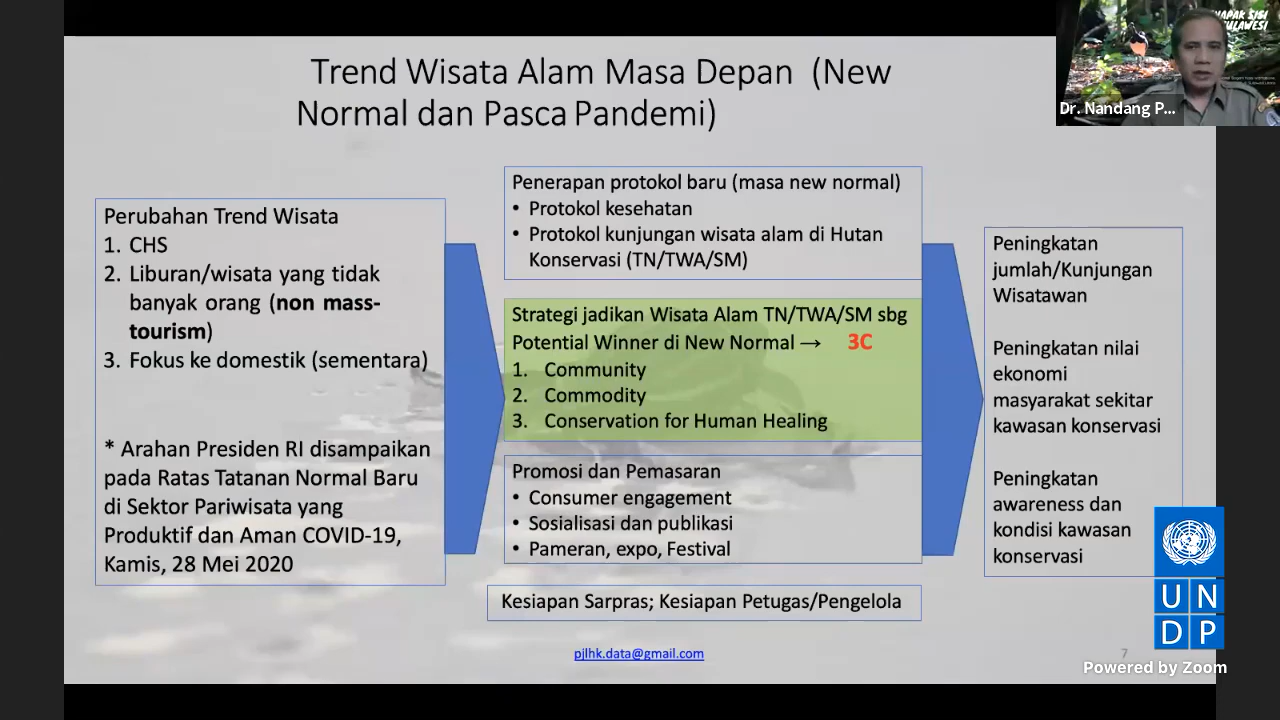 Trend Wisata Alam Masa Depan (New
Normal dan Pasca Pandemi)
Perubahan Trend Wisata
1. CHS
2. Liburan/wisata yang tidak
banyak orang (non mass-
tourism)
3. Fokus ke domestik (sementara)
* Arahan Presiden RI disampaikan
pada Ratas Tatanan Normal Baru
di Sektor Pariwisata yang
Produktif dan Aman COVID-19,
Kamis, 28 Mei 2020
Penerapan protokol baru (masa new normal)
• Protokol kesehatan
• Protokol kunjungan wisata alam di Hutan
Konservasi (TN/TWA/SM)
Strategi jadikan Wisata Alam TN/TWA/SM sbg
Potential Winner di New Normal → 3C
1. Community
2. Commodity
3. Conservation for Human Healing
Promosi dan Pemasaran
• Consumer engagement
• Sosialisasi dan publikasi
• Pameran, expo, Festival
Kesiapan Sarpras; Kesiapan Petugas/Pengelola
Peningkatan
jumlah/Kunjungan
Wisatawan
Peningkatan nilai
ekonomi
masyarakat sekitar
kawasan konservasi
Peningkatan
awareness dan
kondisi kawasan
konservasi
pjlhk.data@gmail.com
7
Dr. Nandang P...
U N
D P
Powered by Zoom